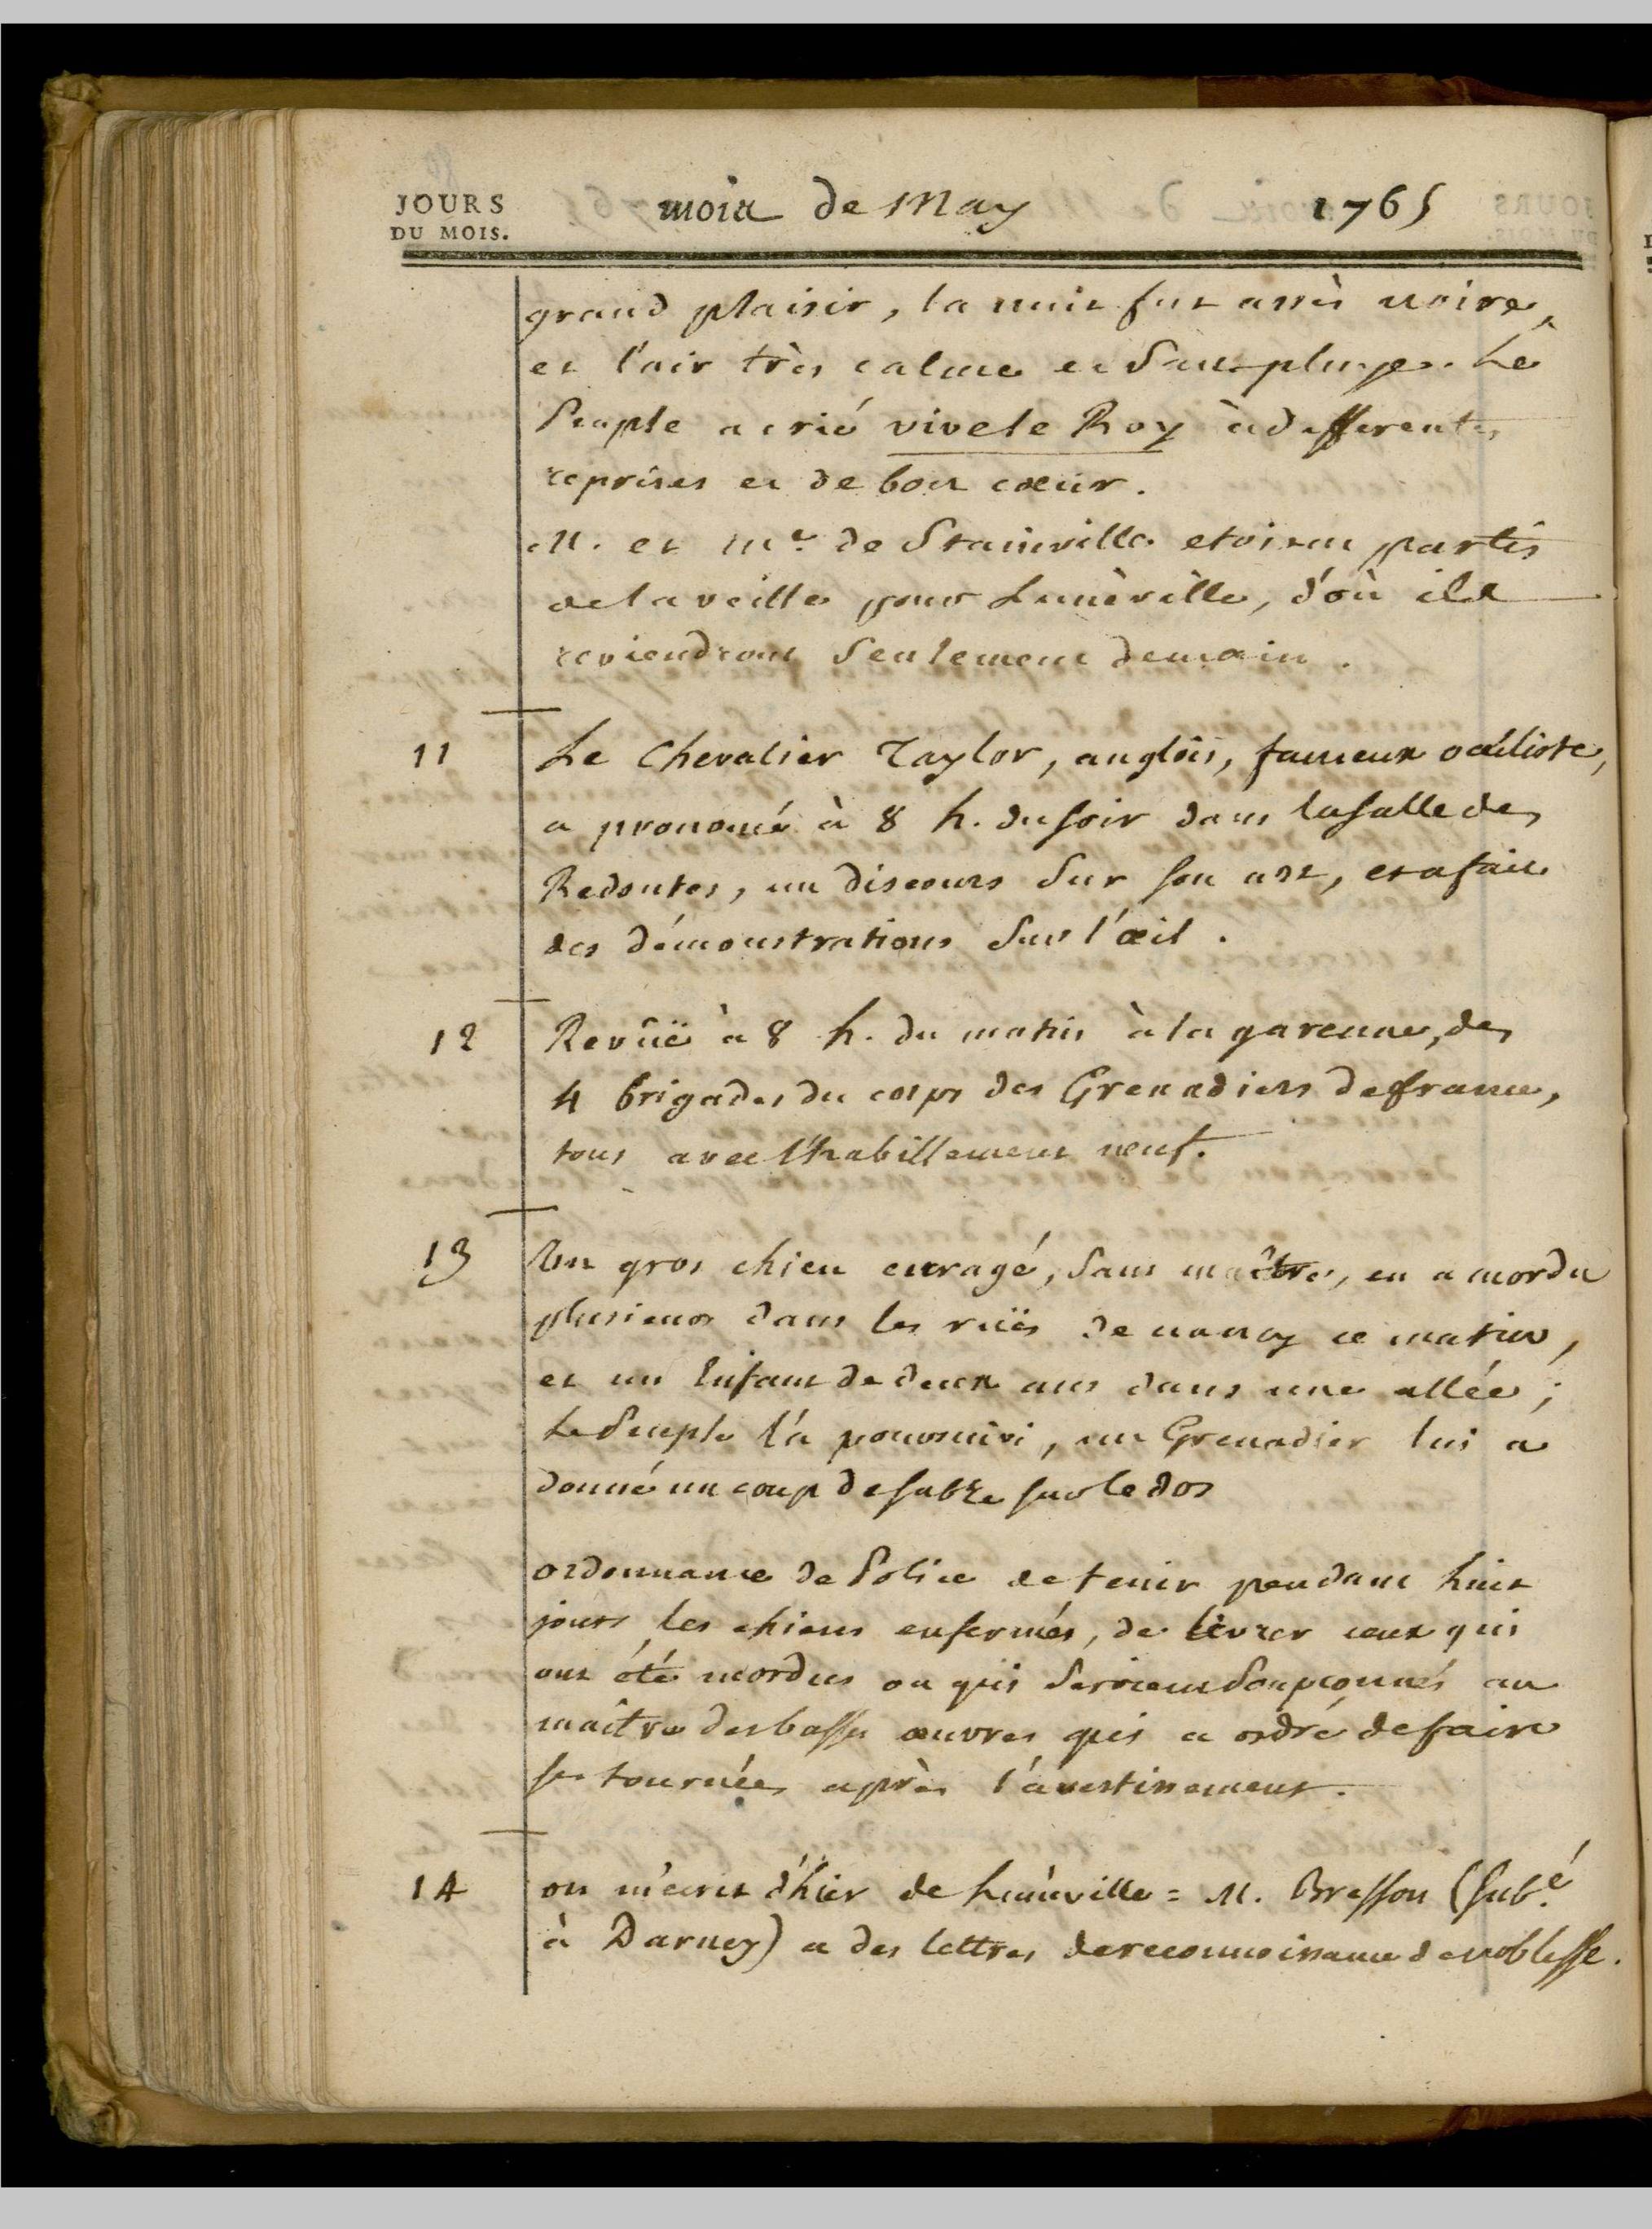 JOURS
DU MOIS.
mois de May 1765
grand plaisir, la nuit fut assès noire,
et l'air très calme et sans pluye. Le
Peuple a crié vive le Roy à differentes
reprises et de bon cœur.
M. et Me. de Stainville etoient partis
de la veille pour Lunèville, d'où ils
reviendront seulement demain.
11 Le Chevalier Taylor, anglois, fameux oculiste,
a prononcé à 8 h. du soir dans la salle des
Redoutes, un discours sur son art, et a fait
des démonstrations sur l'œil.
12 Revüe à 8 h. du matin à la garenne, des
4 brigades du corps des Grenadiers de france,
tous avec l'habillement neuf.
13 Un gros chien enragé, sans maître, en a mordu
plusieurs dans les rües de nancy ce matin,
et un Enfant de deux ans dans une allée ;
Le Peuple l'a poursuivi, un Grenadier lui a
donné un coup de sabre sur le dos
ordonnance de Police de tenir pendant huit
jours les chiens enfermés, de livrer ceux qui
ont été mordus ou qui seroient soupçonnés au
maître des basses œuvres qui a ordre de faire
ses tournées après l'avertissement.
14 on m'ecrit d'hier de Lunéville = M. Bresson (subé.
à Darney) a des lettres de reconnoissance de noblesse.